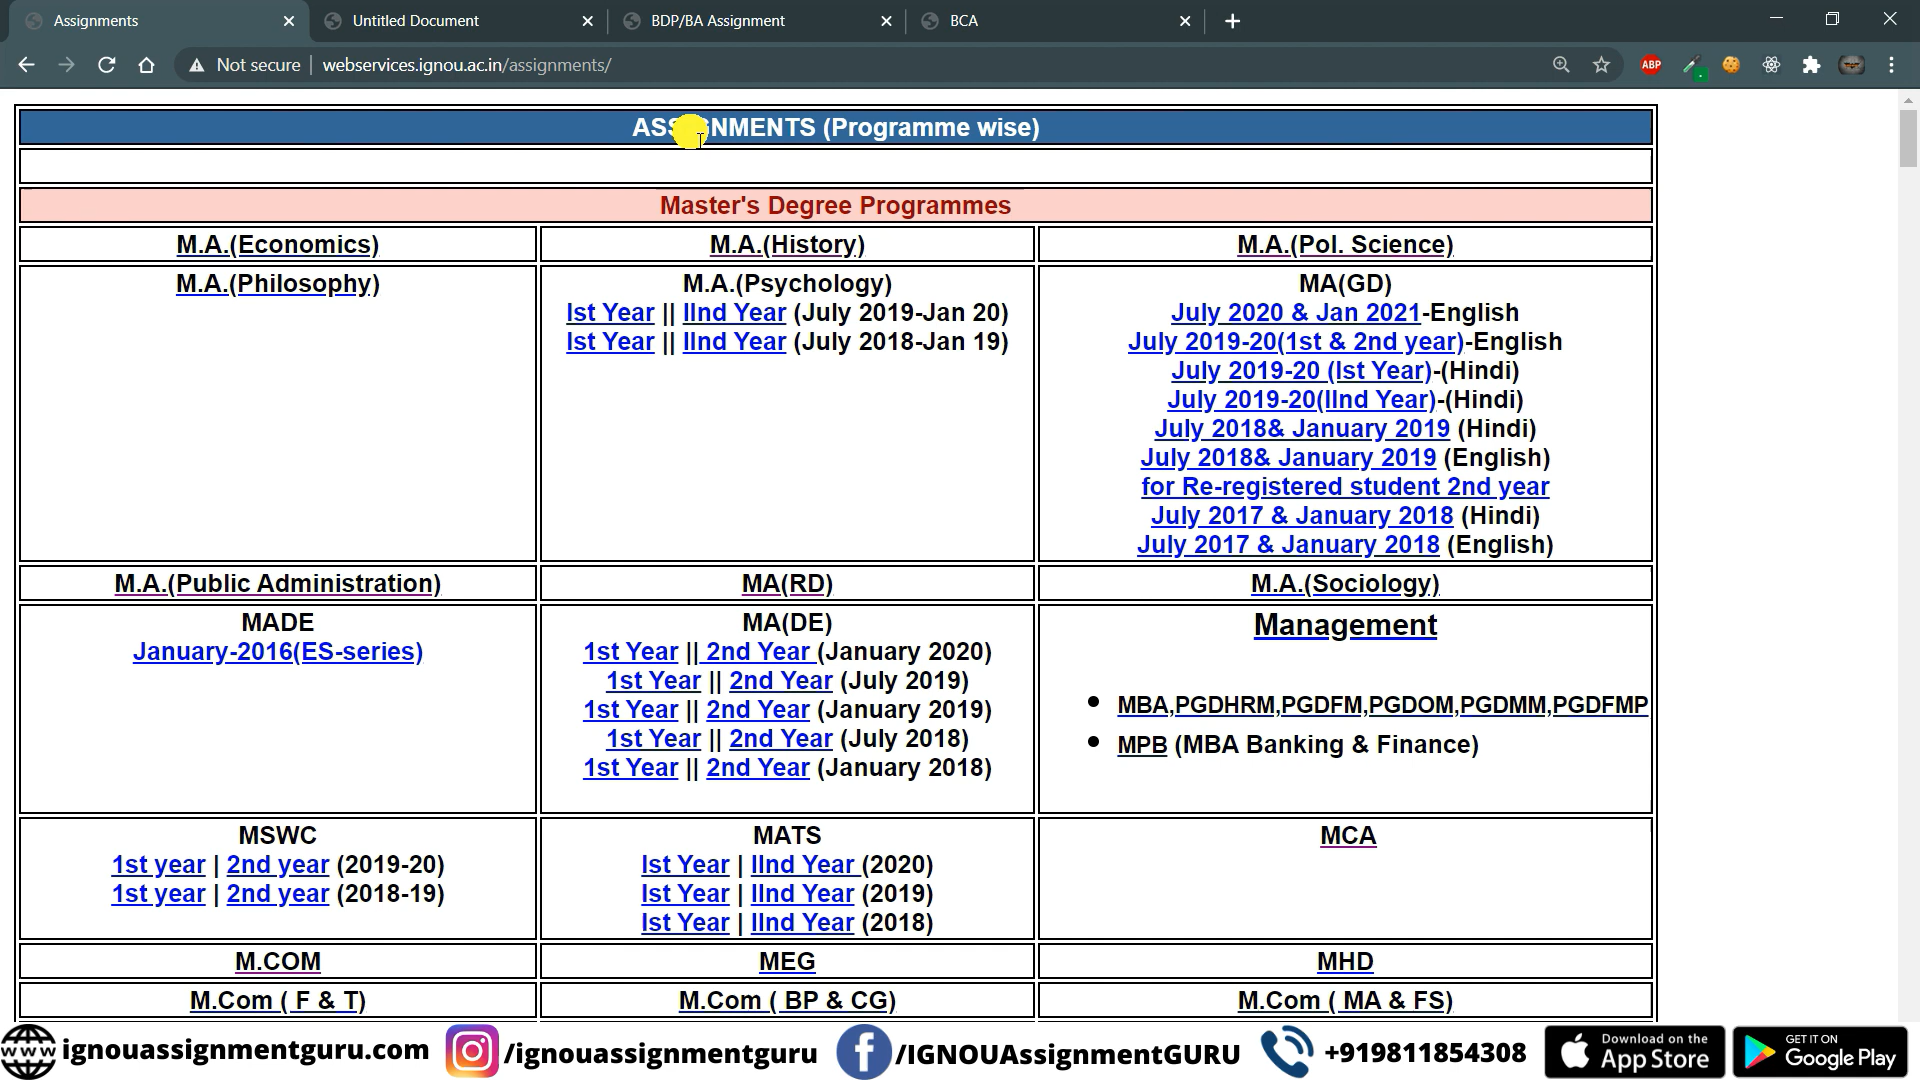 Assignments
Untitled Document
BDP/BA Assignment
BCA
Not secure
webservices.ignou.ac.in/assignments/
ABP
(Programme wise)
Master's Degree Programmes
M.A.(Economics)
M.A.(History)
M.A.(Pol. Science)
M.A.(Philosophy)
M.A.(Psychology)
Ist Year || IInd Year (July 2019-Jan 20)
Ist Year || IInd Year (July 2018-Jan 19)
MA(GD)
July 2020 & Jan 2021-English
July 2019-20(1st & 2nd year)-English
July 2019-20 (Ist Year)-(Hindi)
July 2019-20(IInd Year)-(Hindi)
July 2018& January 2019 (Hindi)
July 2018& January 2019 (English)
for Re-registered student 2nd year
July 2017 & January 2018 (Hindi)
July 2017 & January 2018 (English)
M.A.(Public Administration)
MA(RD)
M.A.(Sociology)
MADE
January-2016(ES-series)
MA(DE)
1st Year || 2nd Year (January 2020)
1st Year || 2nd Year (July 2019)
1st Year || 2nd Year (January 2019)
1st Year || 2nd Year (July 2018)
1st Year || 2nd Year (January 2018)
Management
• MBA,PGDHRM,PGDFM,PGDOM,PGDMM,PGDFMP
• MPB (MBA Banking & Finance)
MSWC
1st year | 2nd year (2019-20)
1st year | 2nd year (2018-19)
MATS
Ist Year | IInd Year (2020)
Ist Year | IInd Year (2019)
Ist Year | IInd Year (2018)
MCA
M.COM
MEG
MHD
M.Com ( F & T)
M.Com ( BP & CG)
M.Com ( MA & FS)
www
ignouassignmentguru.com
/ignouassignmentguru
/IGNOUAssignmentGURU
+919811854308
Download on the
App Store
GET IT ON
Google Play